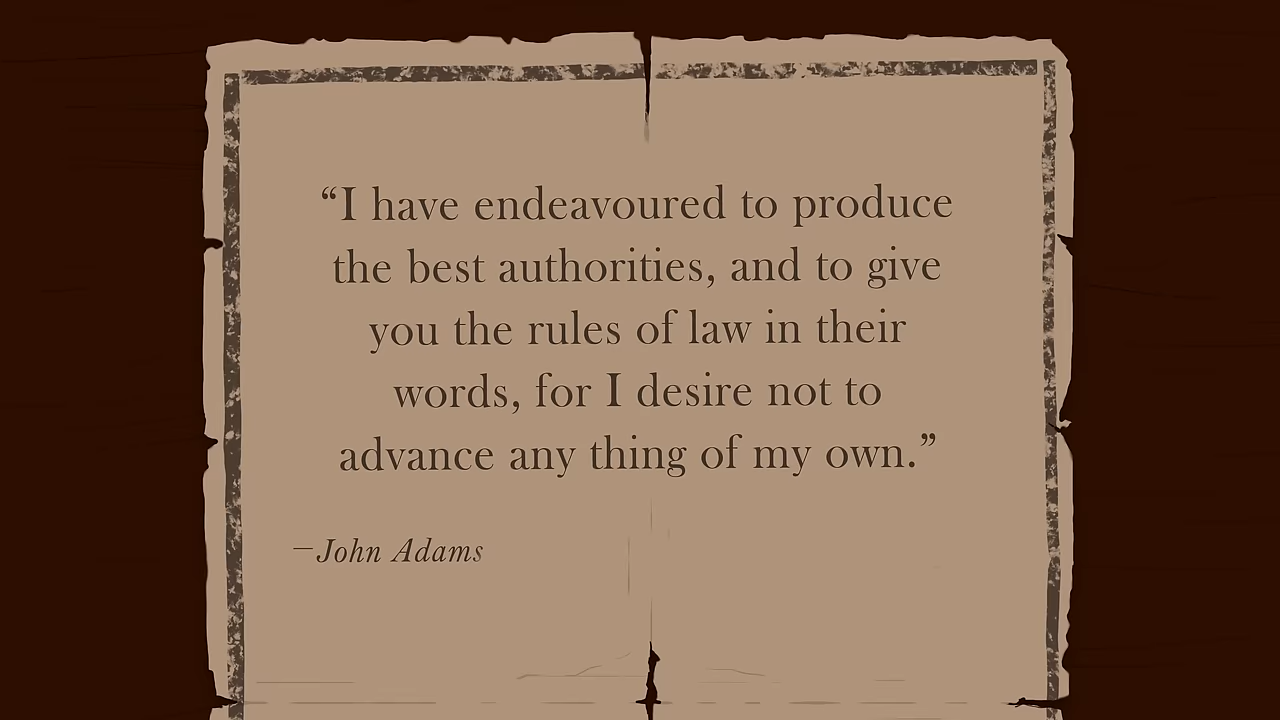 “I have endeavoured to produce
the best authorities, and to give
you the rules of law in their
words, for I desire not to
advance any thing of my own.”
—John Adams